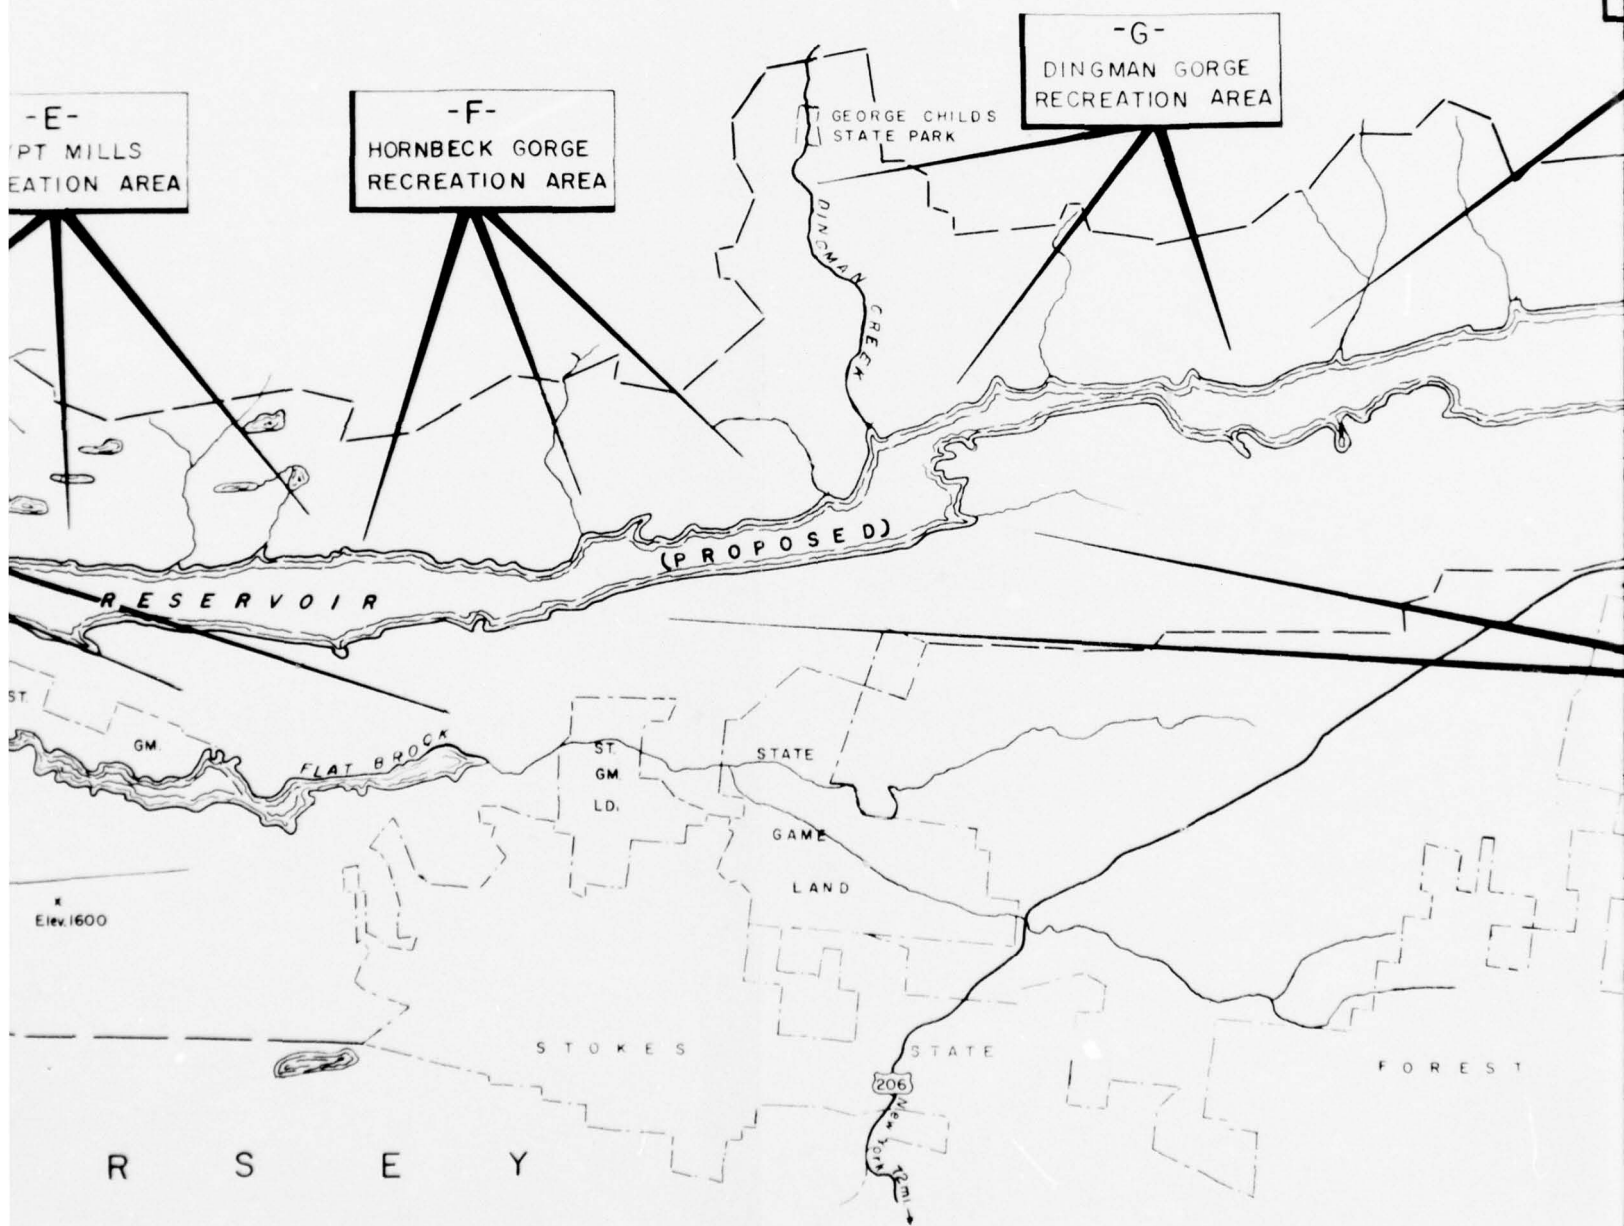 -E-
PT MILLS
EATION AREA
-F-
HORNBECK GORGE
RECREATION AREA
-G-
DINGMAN GORGE
RECREATION AREA
GEORGE CHILDS
STATE PARK
DINGMAN CREEK
RESERVOIR
(PROPOSED)
ST.
GM.
FLAT BROOK
ST.
GM.
LD.
STATE
GAME
LAND
x
Elev. 1600
STOKES
STATE
FOREST
206
New York 72mi
RSEY